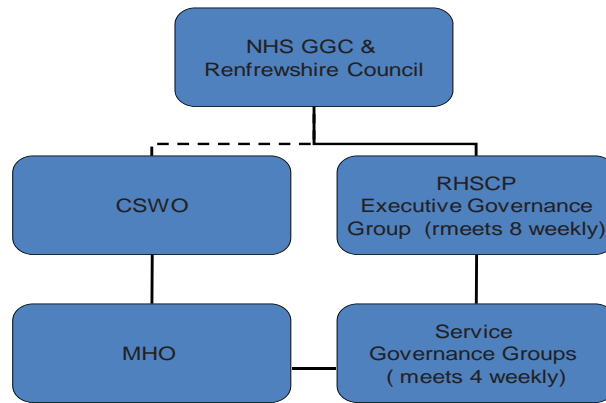 NHS GGC &
Renfrewshire Council
CSWO
RHSCP
Executive Governance
Group (rmeets 8 weekly)
MHO
Service
Governance Groups
( meets 4 weekly)